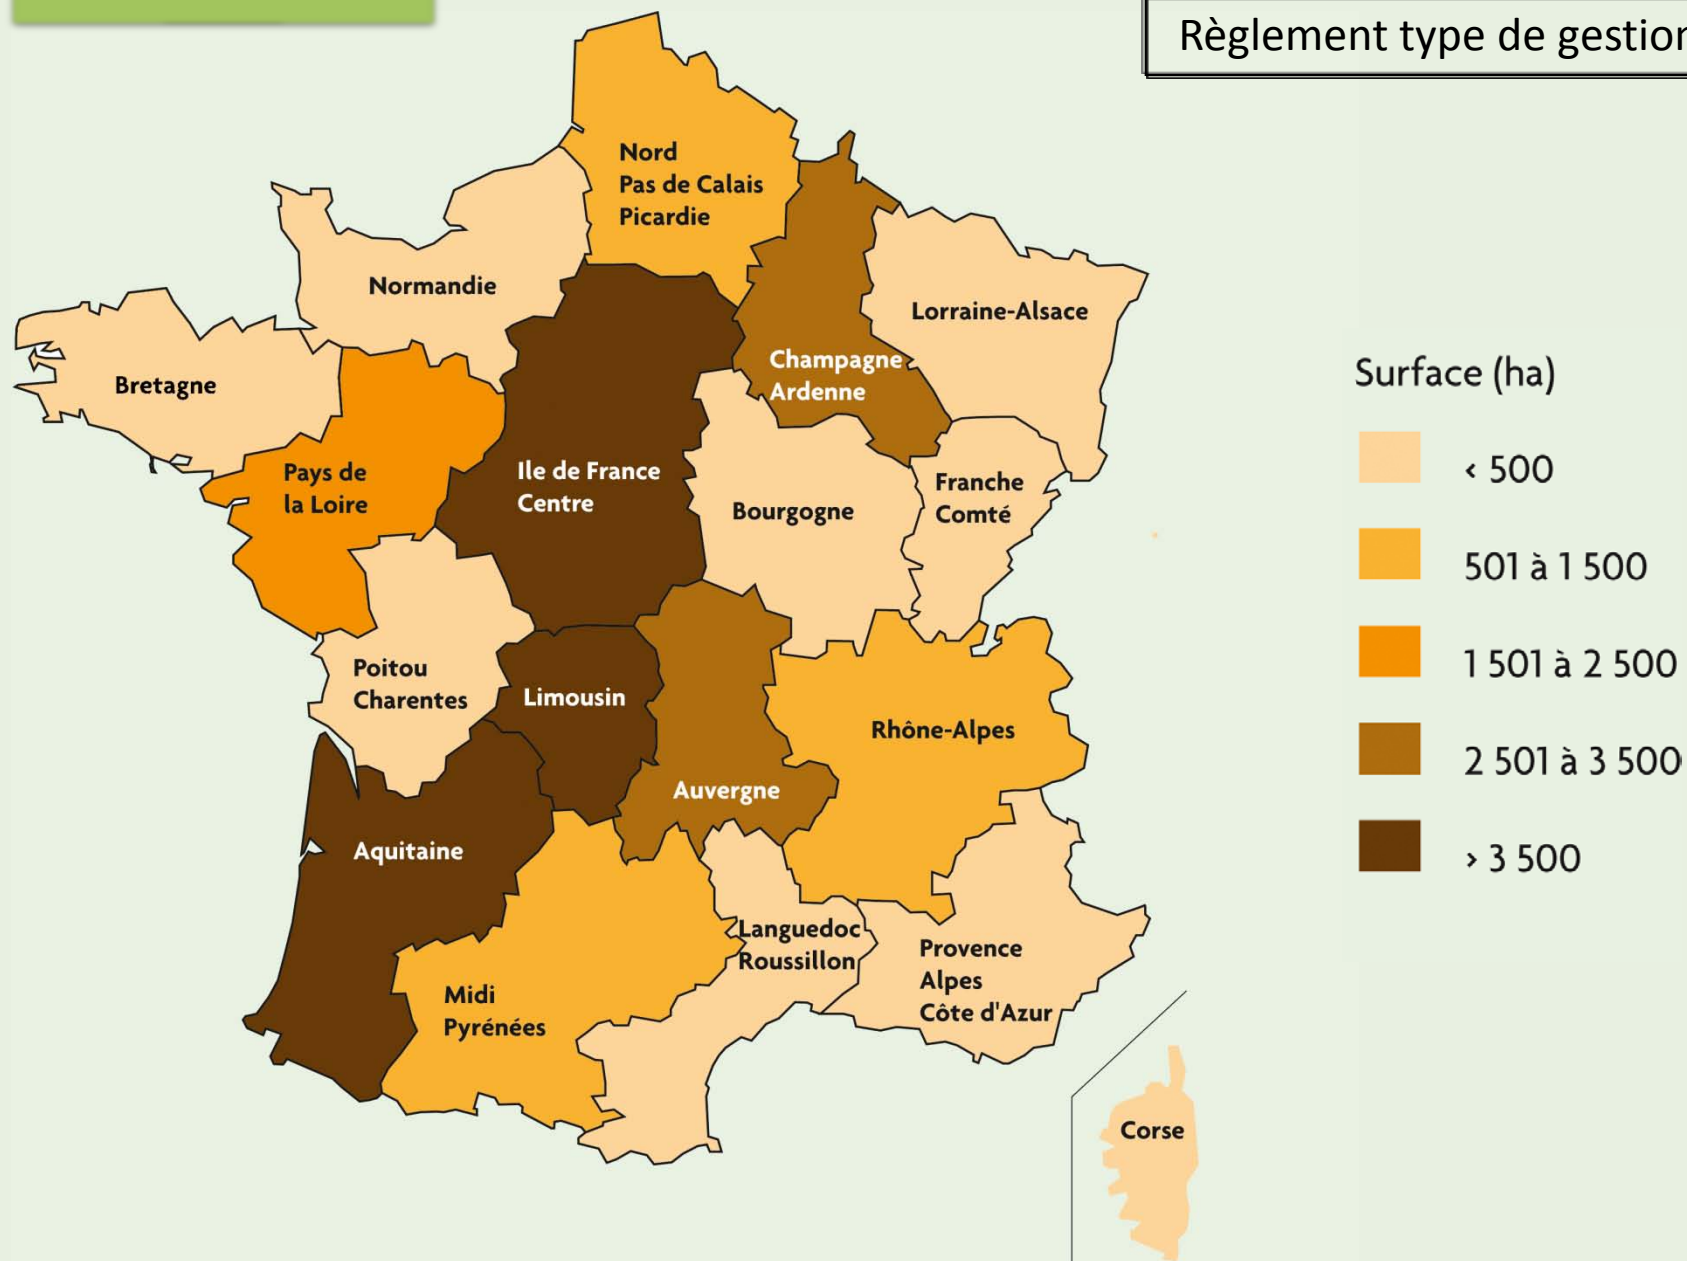 Règlement type de gestion
Nord
Pas de Calais
Picardie
Normandie
Lorraine-Alsace
Champagne
Ardenne
Bretagne
Pays de
la Loire
Ile de France
Centre
Bourgogne
Franche
Comté
Poitou
Charentes
Limousin
Rhône-Alpes
Auvergne
Aquitaine
Languedoc
Roussillon
Provence
Alpes
Côte d'Azur
Midi
Pyrénées
Corse
Surface (ha)
< 500
501 à 1 500
1 501 à 2 500
2 501 à 3 500
> 3 500